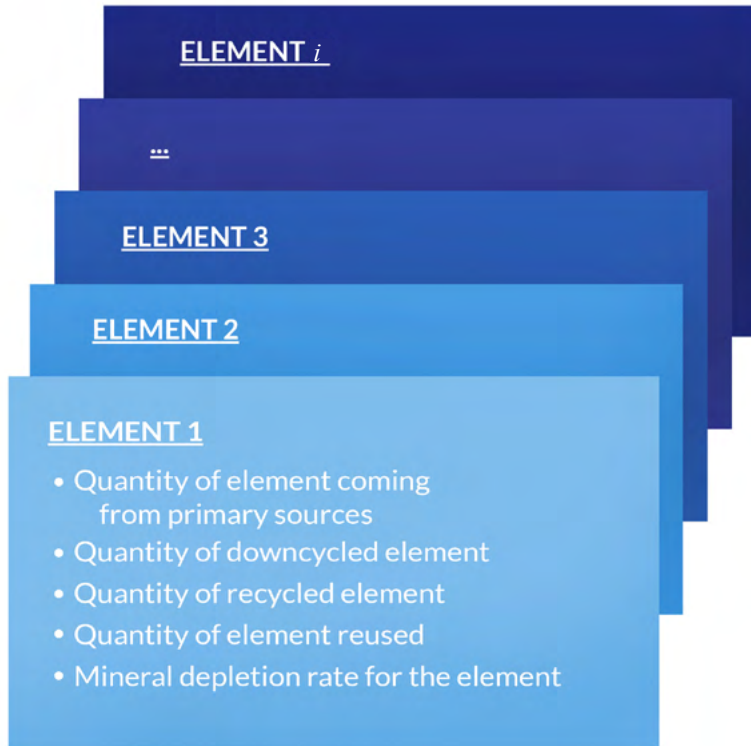 ELEMENT i
...
ELEMENT 3
ELEMENT 2
ELEMENT 1
• Quantity of element coming
from primary sources
• Quantity of downcycled element
• Quantity of recycled element
• Quantity of element reused
• Mineral depletion rate for the element